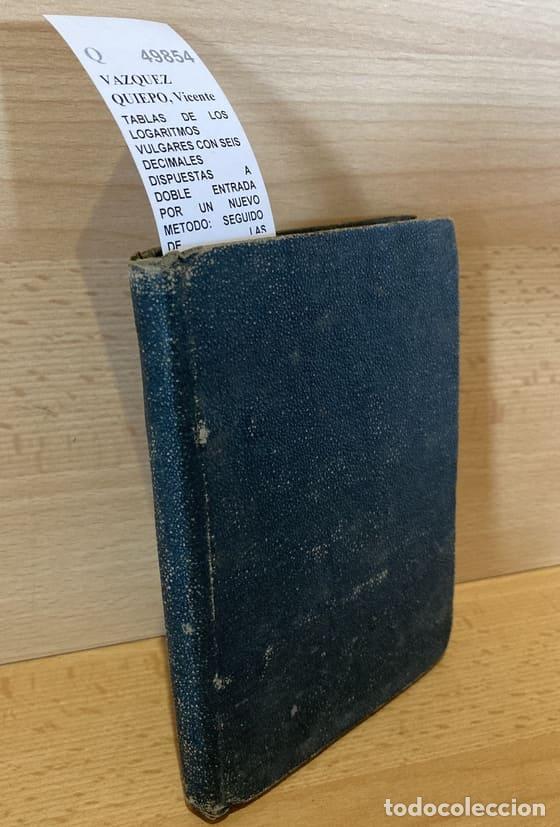 Q 49854
VAZQUEZ
QUIEPO, Vicente
TABLAS DE LOS
LOGARITMOS
VULGARES CON SEIS
DECIMALES
DISPUESTAS A
DOBLE ENTRADA
POR UN NUEVO
METODO: SEGUIDO
DE LAS
todocoleccion